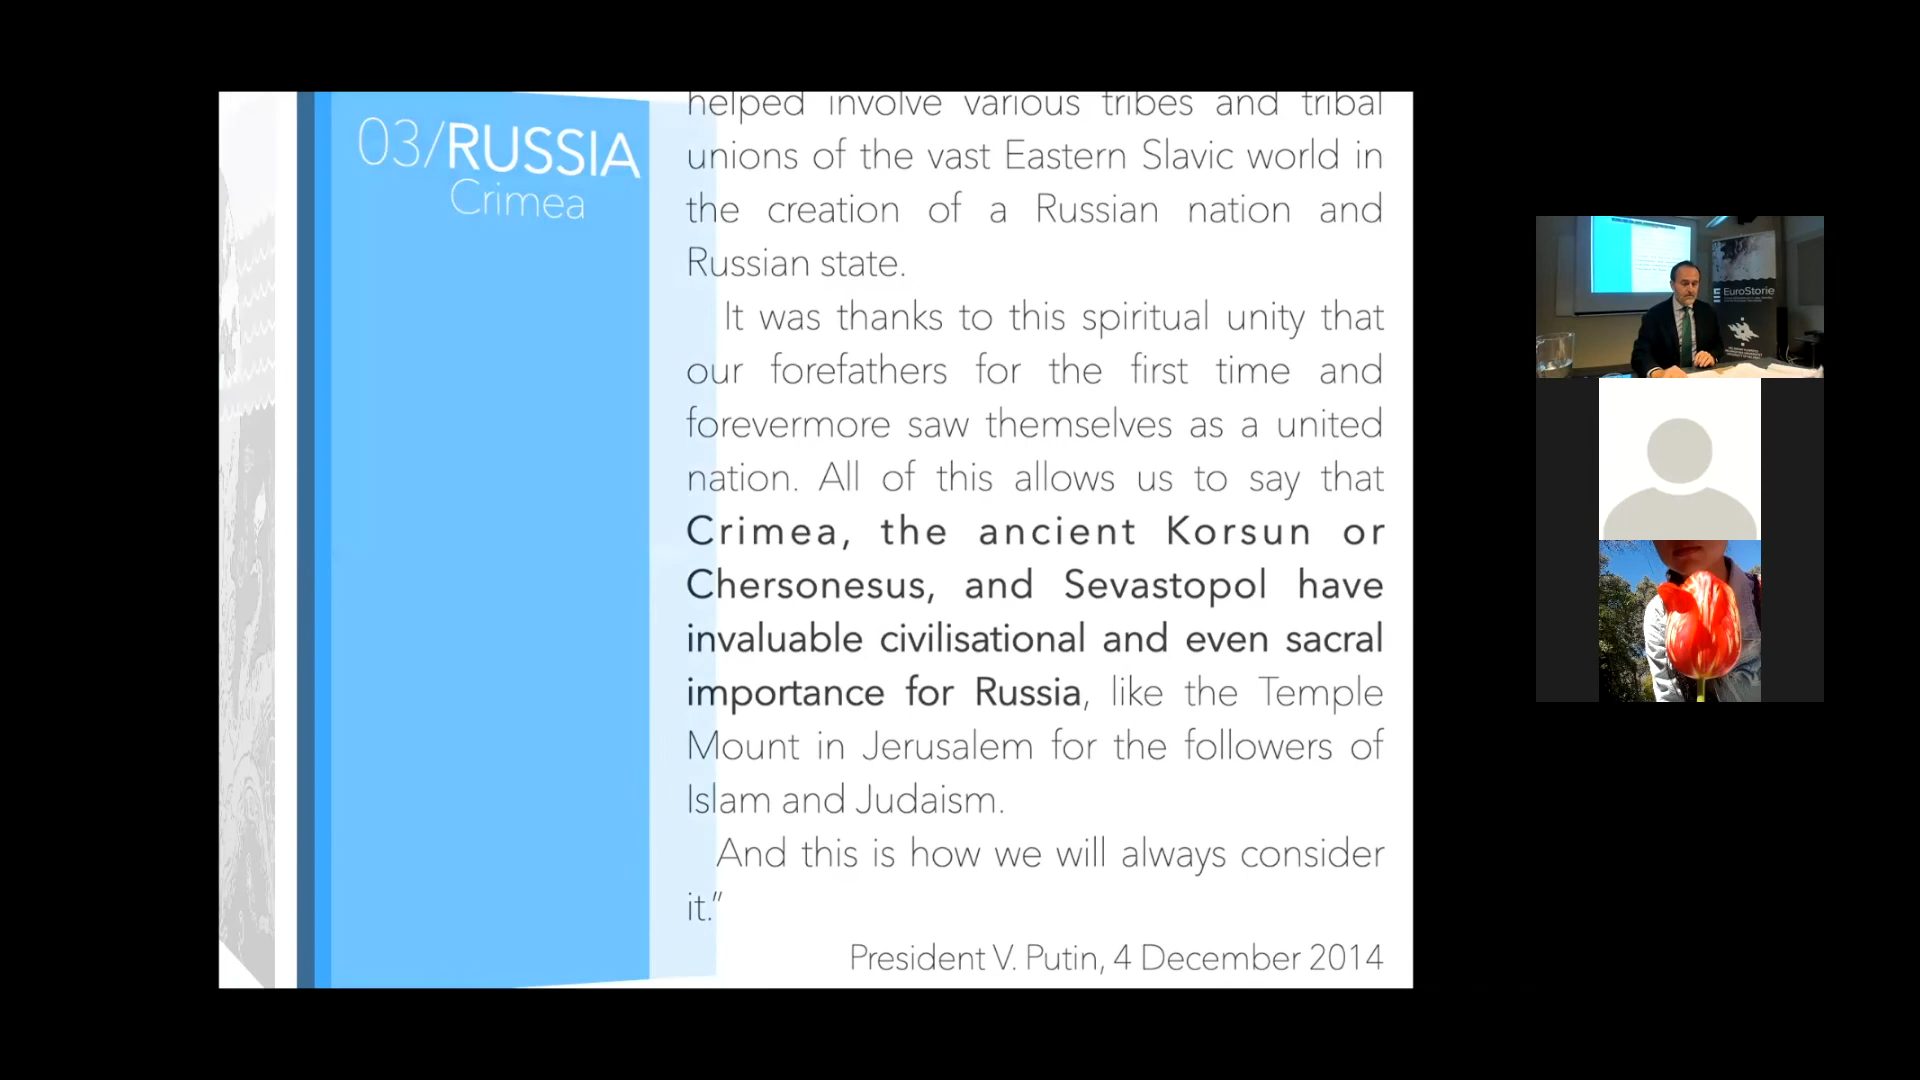 03/RUSSIA
Crimea
helped involve various tribes and tribal
unions of the vast Eastern Slavic world in
the creation of a Russian nation and
Russian state.
It was thanks to this spiritual unity that
our forefathers for the first time and
forevermore saw themselves as a united
nation. All of this allows us to say that
Crimea, the ancient Korsun or
Chersonesus, and Sevastopol have
invaluable civilisational and even sacral
importance for Russia, like the Temple
Mount in Jerusalem for the followers of
Islam and Judaism.
And this is how we will always consider
it.”
President V. Putin, 4 December 2014
EuroStorie